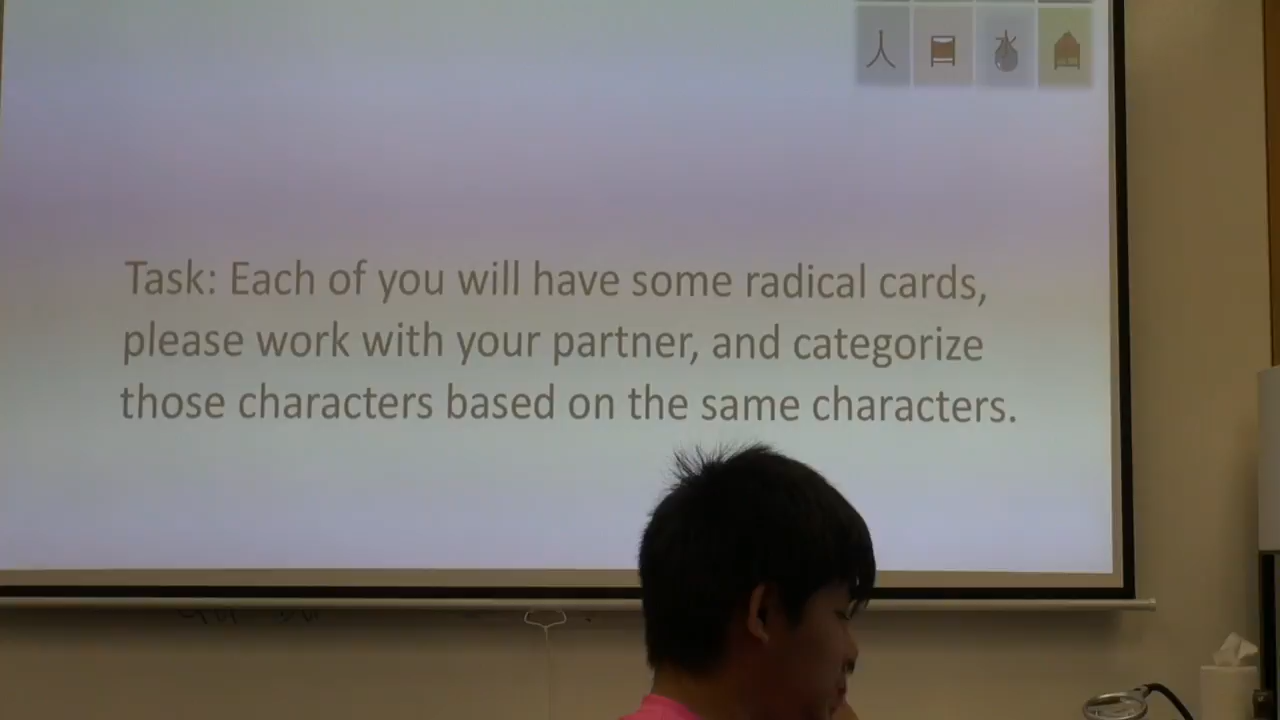 Task: Each of you will have some radical cards,
please work with your partner, and categorize
those characters based on the same characters.